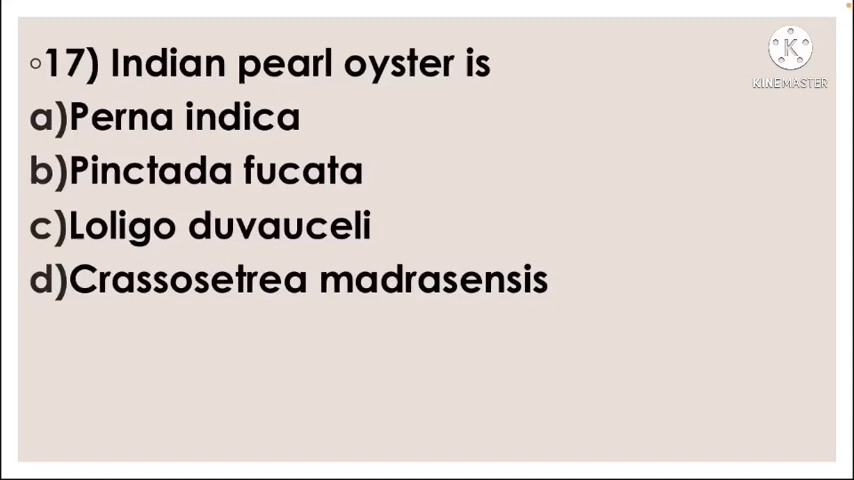 ◦17) Indian pearl oyster is
a)Perna indica
b)Pinctada fucata
c)Loligo duvauceli
d)Crassosetrea madrasensis
K
KINEMASTER